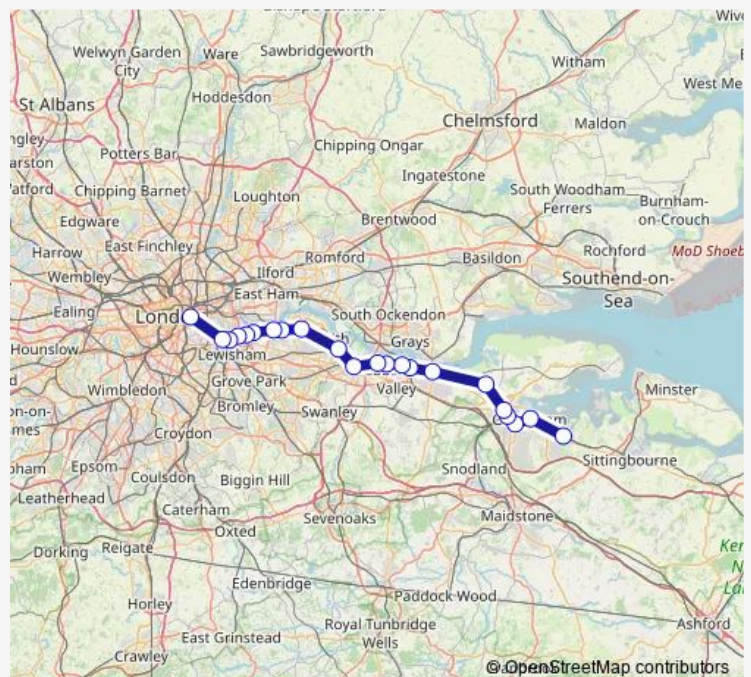 Welwyn Garden
City
Ware
Sawbridgeworth
Witham
Hoddesdon
West Me
St Albans
Chelmsford
Maldon
Potters Bar
Chipping Ongar
Ingatestone
Chipping Barnet
Loughton
South Woodham
Ferrers
Burnham-
on-Crouch
Edgware
Brentwood
East Finchley
Harrow
Romford
Basildon
Rochford
MoD Shoeb
Wembley
Ilford
Southend-on-
Sea
East Ham
Ealing
Lond
South Ockendon
Hounslow
Lewisham
Grays
Grove Park
Valley
Minster
Wimbledon
Bromley
Swanley
Croydon
Epsom
Coulsdon
Biggin Hill
Snodland
Sittingbourne
Leatherhead
Caterham
Sevenoaks
Maidstone
Oxted
Dorking
Reigate
Edenbridge
Paddock Wood
Horley
Royal Tunbridge
Wells
Ashford
East Grinstead
Crawley
© OpenStreetMap contributors